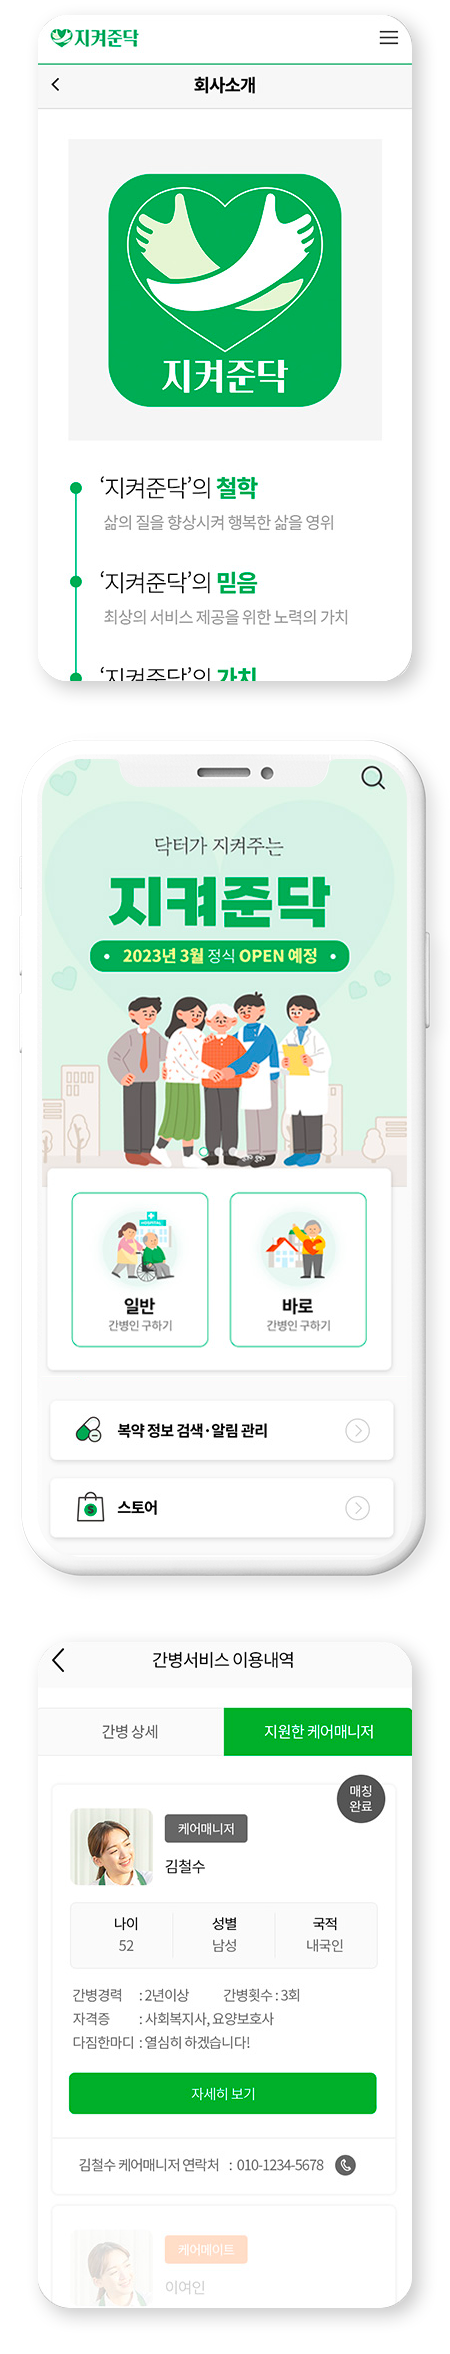 지켜준닥
회사소개
지켜준닥
‘지켜준닥’의 철학
삶의 질을 향상시켜 행복한 삶을 영위
‘지켜준닥’의 믿음
최상의 서비스 제공을 위한 노력의 가치
‘지켜준닥’의 가치
닥터가 지켜주는
지켜준닥
2023년 3월 정식 OPEN 예정
HOSPITAL
일반
간병인 구하기
바로
간병인 구하기
복약 정보 검색·알림 관리
스토어
간병서비스 이용내역
간병 상세
지원한 케어매니저
매칭
완료
케어매니저
김철수
나이 성별 국적
52 남성 내국인
간병경력 : 2년이상 간병횟수 : 3회
자격증 : 사회복지사, 요양보호사
다짐한마디 : 열심히 하겠습니다!
자세히 보기
김철수 케어매니저 연락처 : 010-1234-5678
케어메이트
이여인